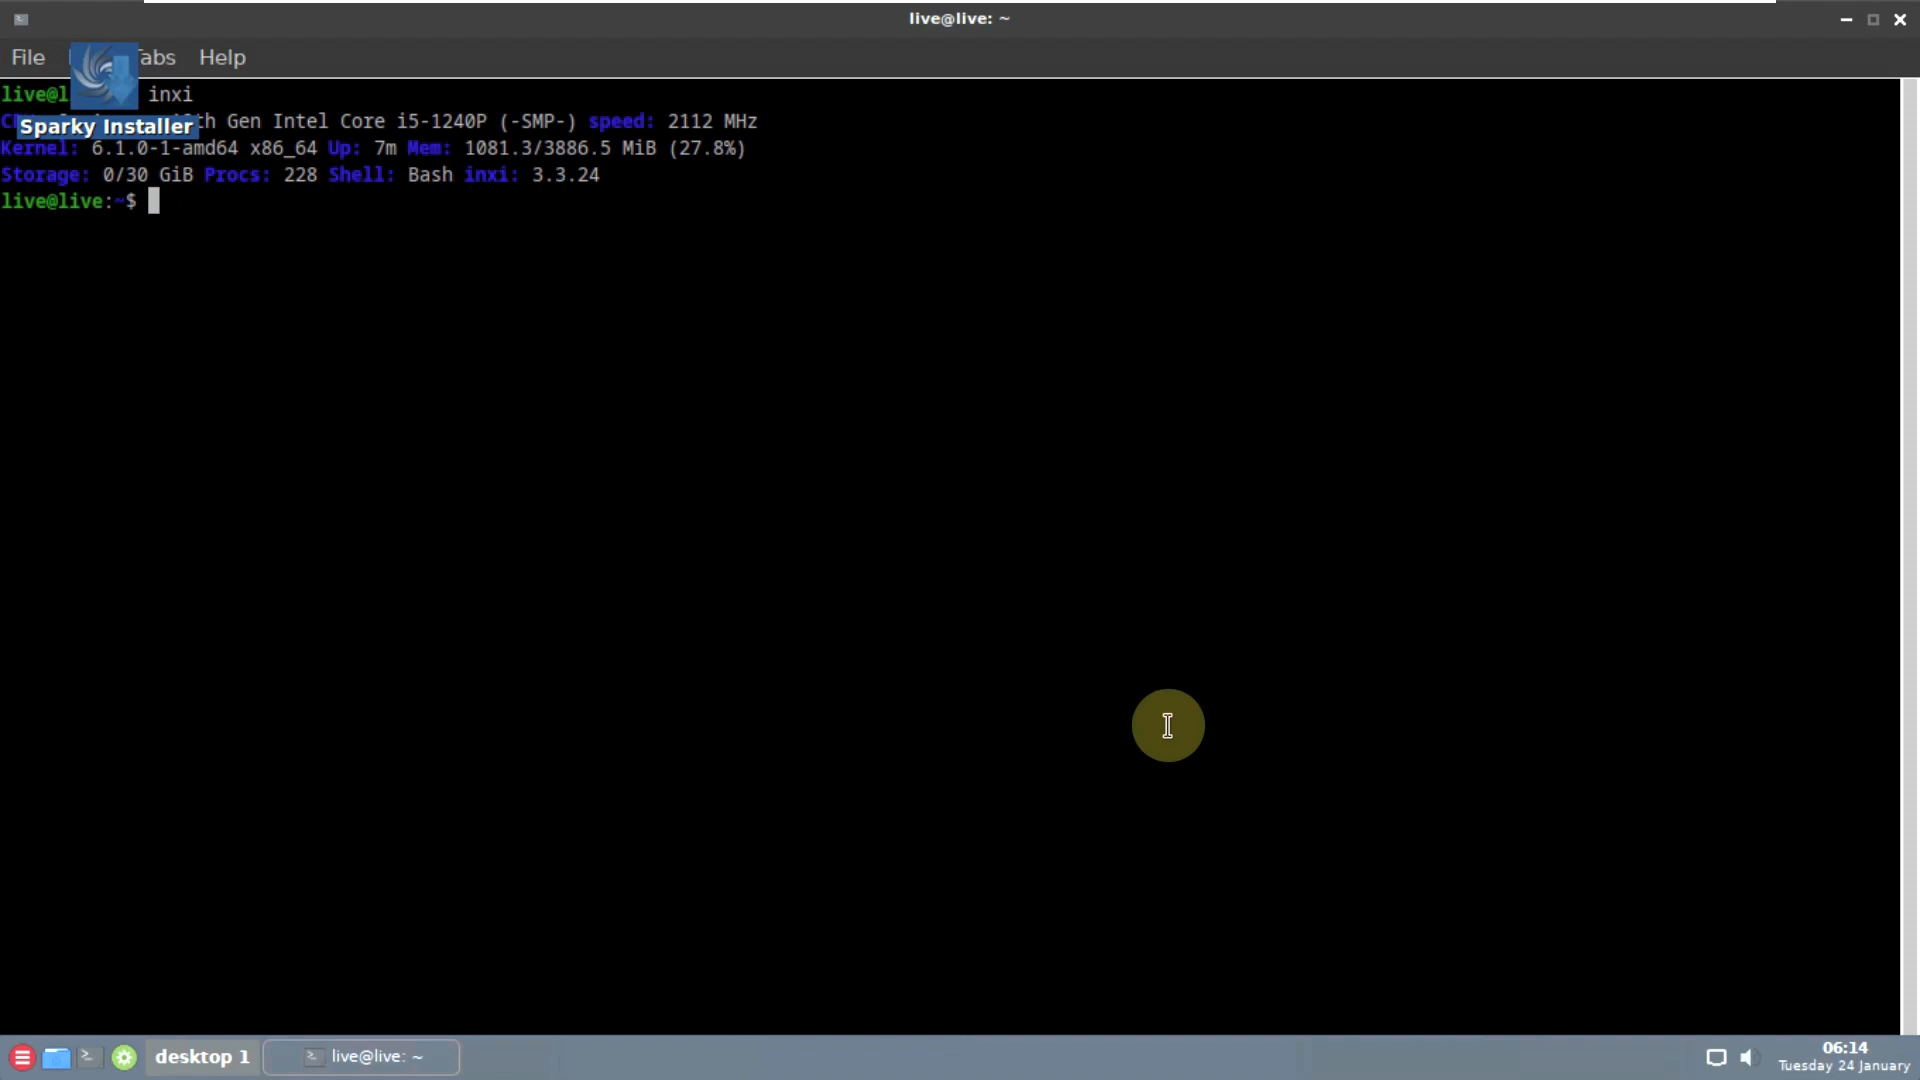 live@live: ~
File Tabs Help
live@l inxi
Sparky Installer
th Gen Intel Core i5-1240P (-SMP-) speed: 2112 MHz
Kernel: 6.1.0-1-amd64 x86_64 Up: 7m Mem: 1081.3/3886.5 MiB (27.8%)
Storage: 0/30 GiB Procs: 228 Shell: Bash inxi: 3.3.24
live@live:~$
desktop 1
live@live: ~
06:14
Tuesday 24 January